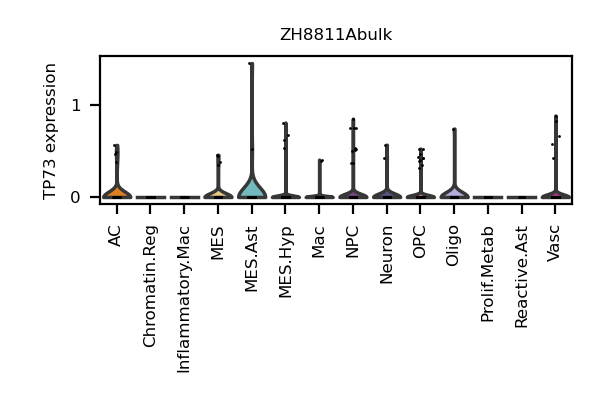 ZH8811Abulk
TP73 expression
1
0
AC
Chromatin.Reg
Inflammatory.Mac
MES
MES.Ast
MES.Hyp
Mac
NPC
Neuron
OPC
Oligo
Prolif.Metab
Reactive.Ast
Vasc